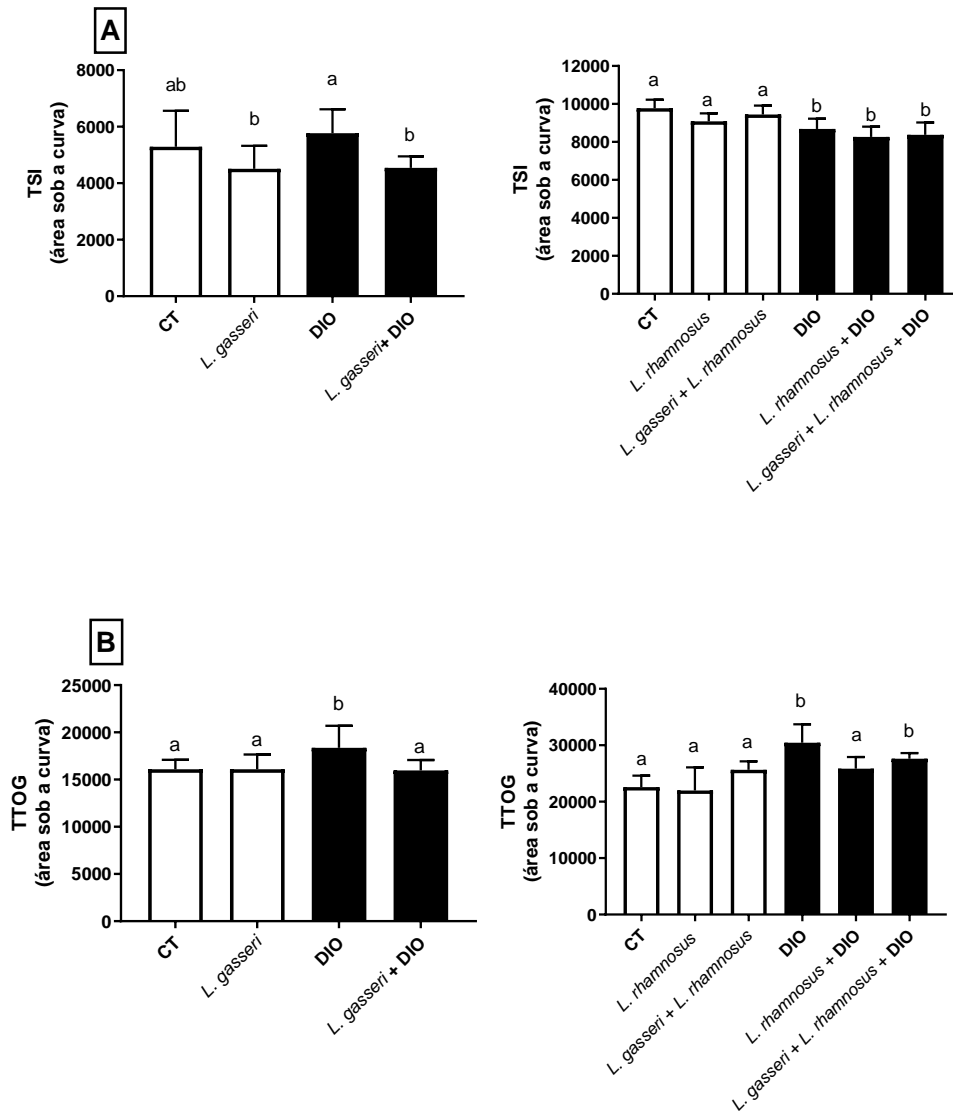 A
TSI
(área sob a curva)
8000
6000
4000
2000
0
ab
b
a
b
CT
L. gasseri
DIO
L. gasseri+ DIO
TSI
(área sob a curva)
12000
10000
8000
6000
4000
2000
0
a
a
a
b
b
b
CT
L. rhamnosus
L. gasseri + L. rhamnosus
DIO
L. rhamnosus + DIO
L. gasseri + L. rhamnosus + DIO
B
TTOG
(área sob a curva)
25000
20000
15000
10000
5000
0
a
a
b
a
CT
L. gasseri
DIO
L. gasseri + DIO
TTOG
(área sob a curva)
40000
30000
20000
10000
0
a
a
a
b
a
b
CT
L. rhamnosus
L. gasseri + L. rhamnosus
DIO
L. rhamnosus + DIO
L. gasseri + L. rhamnosus + DIO